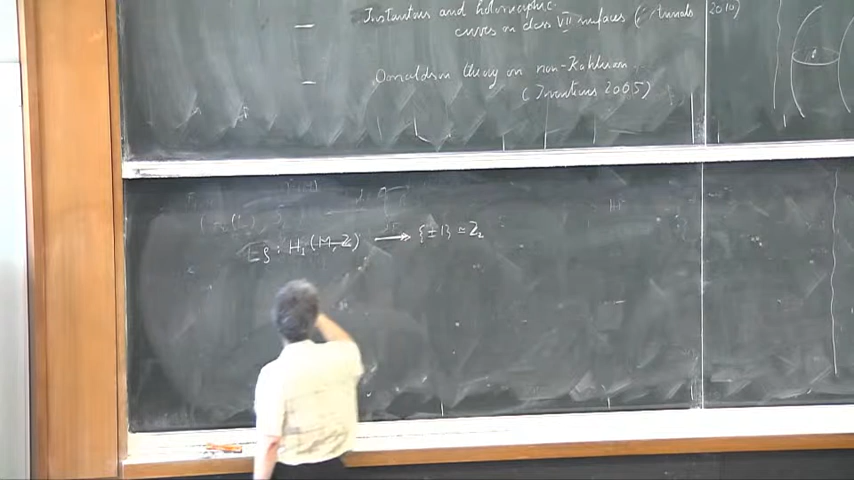 Instantons and holomorphic
curves on class VII surfaces (Annals 2010)
— Donaldson theory on non-Kählerian
(Inventiones 2005)
: H₁(M, Z) ↠ {±1} ≃ Z₂